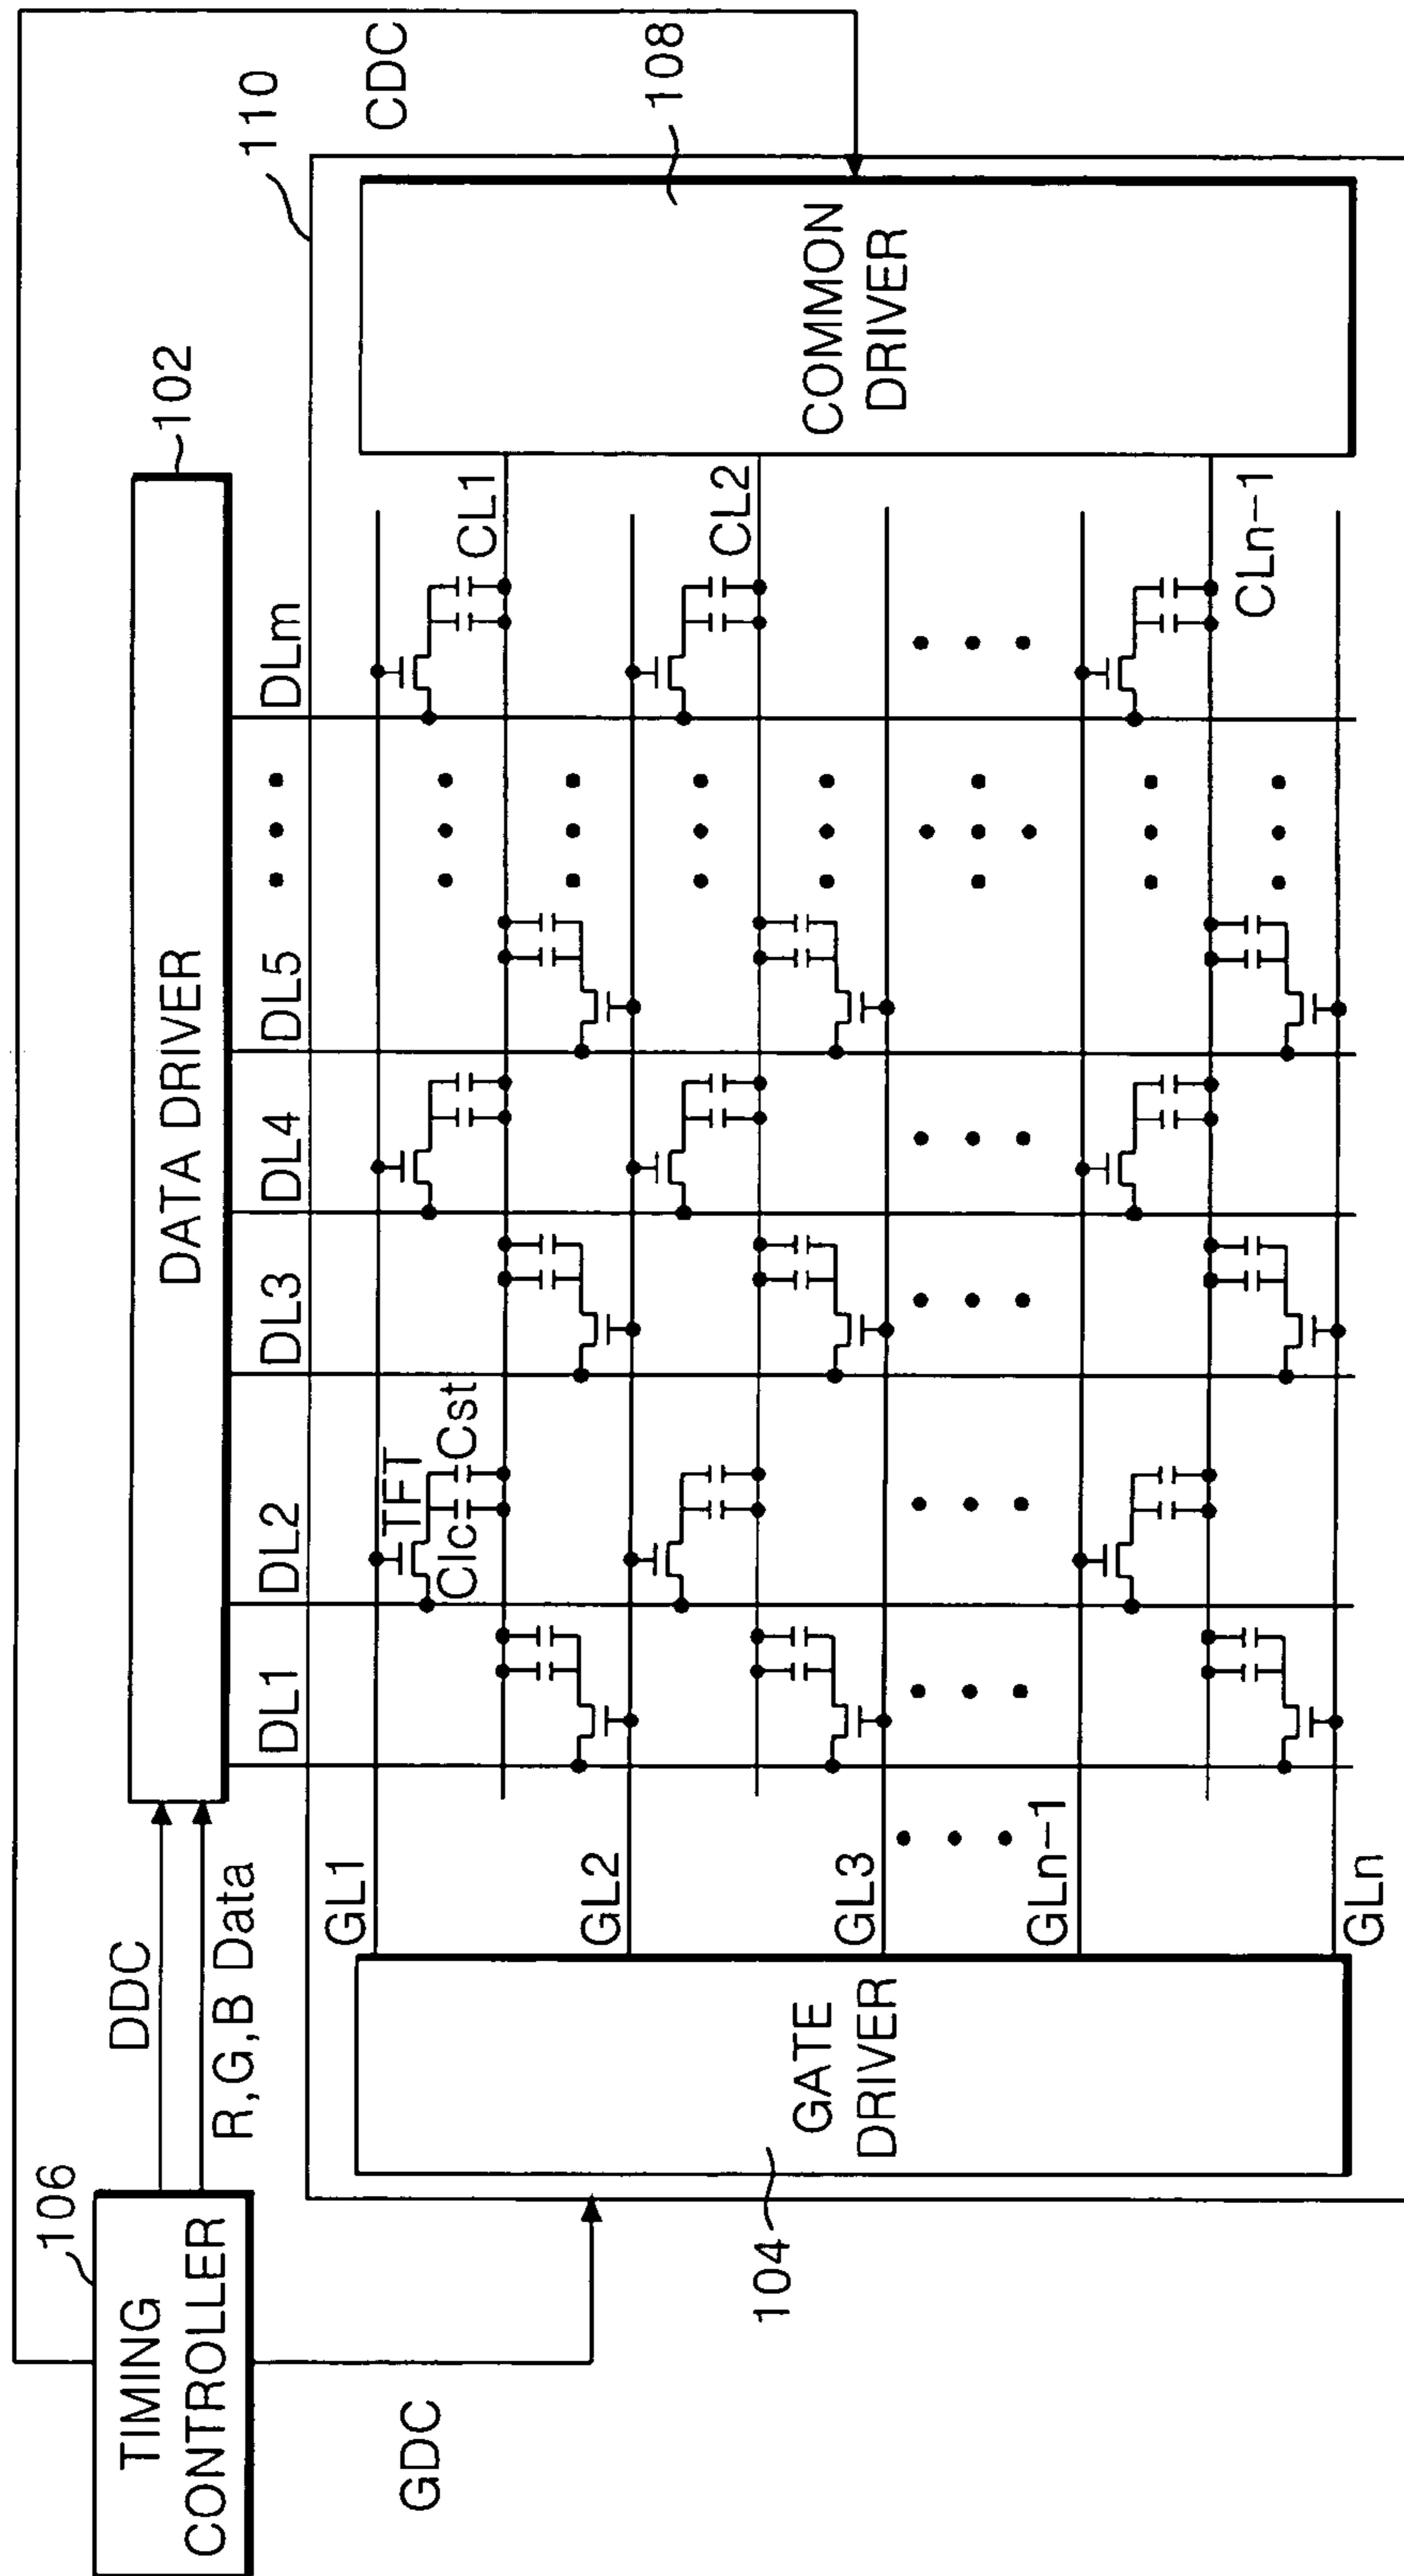 106
TIMING
CONTROLLER
DDC
R,G,B Data
GDC
CDC
DATA DRIVER
102
110
DL1
DL2
DL3
DL4
DL5
DLm
GL1
GL2
GL3
GLn-1
GLn
TFT
Clc
Cst
CL1
CL2
CLn-1
GATE
DRIVER
104
COMMON
DRIVER
108